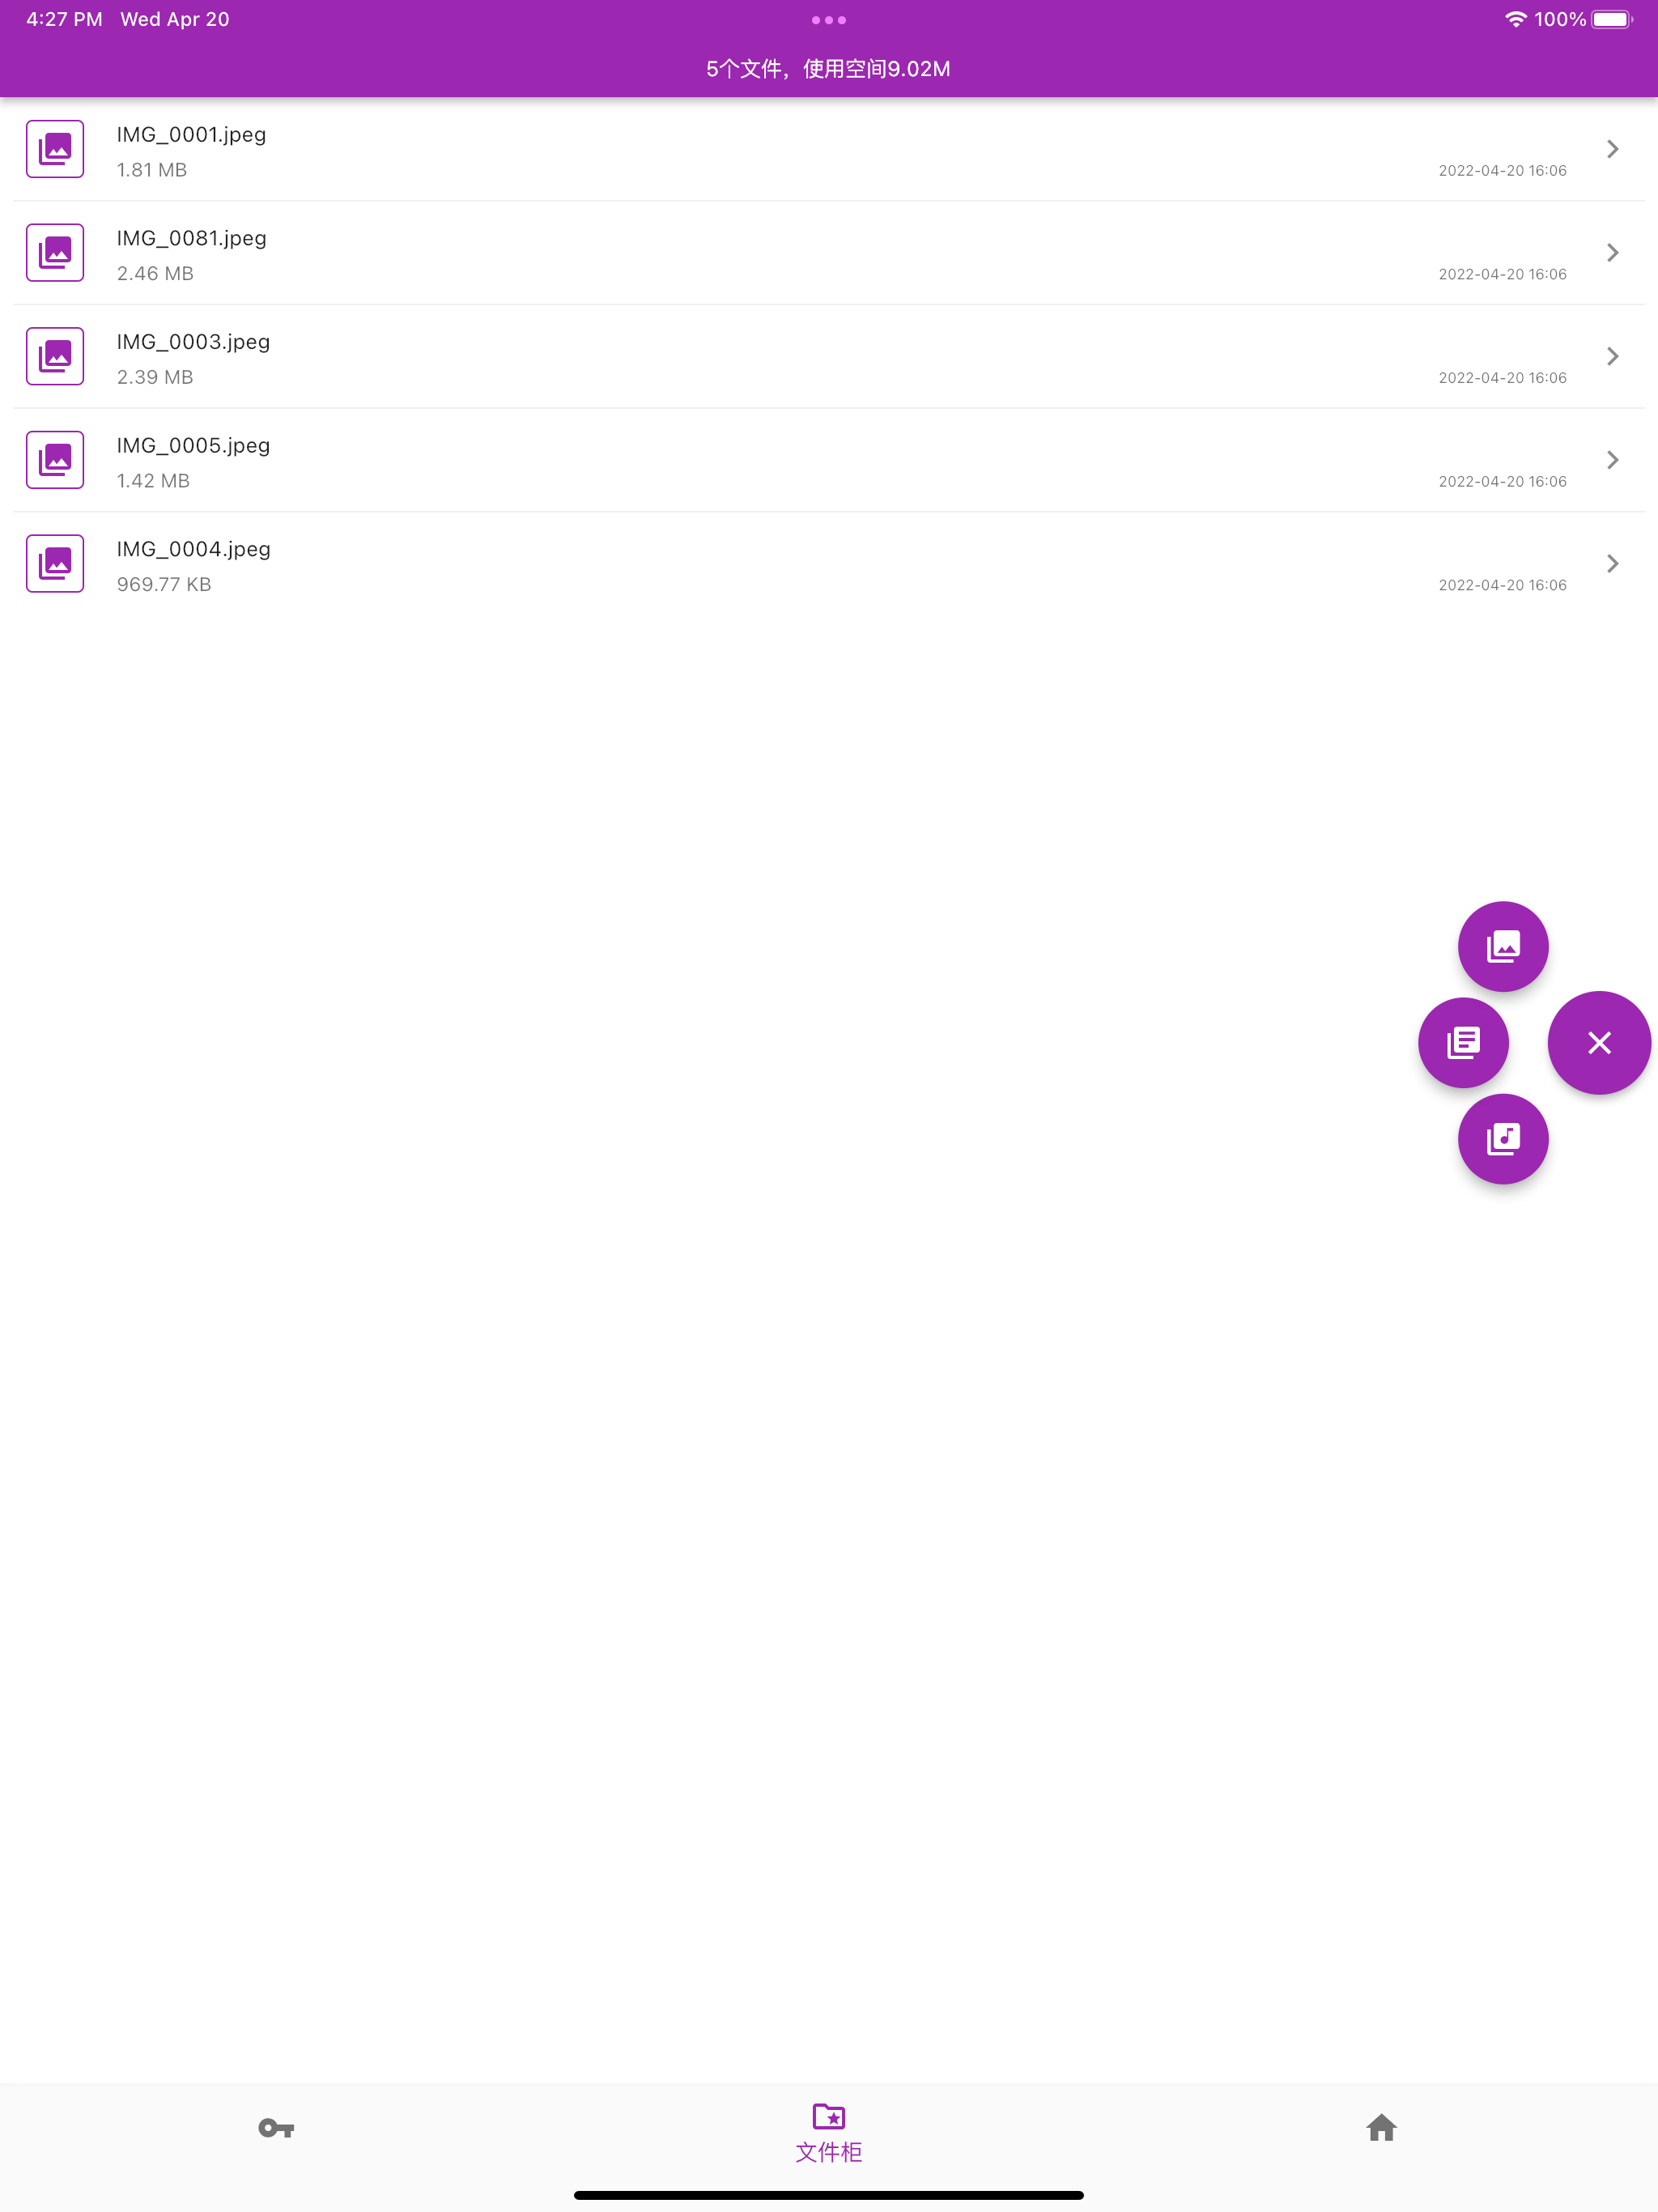 4:27 PM Wed Apr 20
100%
5个文件，使用空间9.02M
IMG_0001.jpeg
1.81 MB
2022-04-20 16:06
IMG_0081.jpeg
2.46 MB
2022-04-20 16:06
IMG_0003.jpeg
2.39 MB
2022-04-20 16:06
IMG_0005.jpeg
1.42 MB
2022-04-20 16:06
IMG_0004.jpeg
969.77 KB
2022-04-20 16:06
文件柜